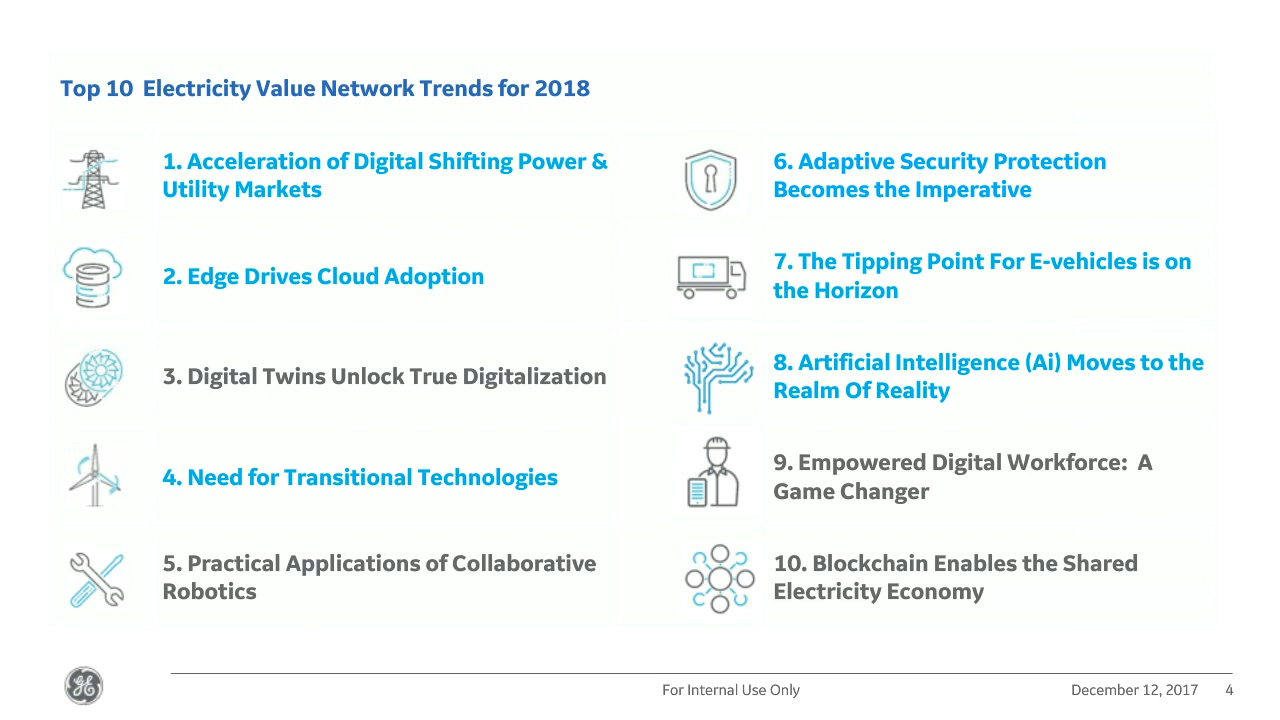 Top 10  Electricity Value Network Trends for 2018
1. Acceleration of Digital Shifting Power &
Utility Markets
2. Edge Drives Cloud Adoption
3. Digital Twins Unlock True Digitalization
4. Need for Transitional Technologies
5. Practical Applications of Collaborative
Robotics
6. Adaptive Security Protection
Becomes the Imperative
7. The Tipping Point For E-vehicles is on
the Horizon
8. Artificial Intelligence (Ai) Moves to the
Realm Of Reality
9. Empowered Digital Workforce:  A
Game Changer
10. Blockchain Enables the Shared
Electricity Economy
GE
For Internal Use Only
December 12, 2017
4